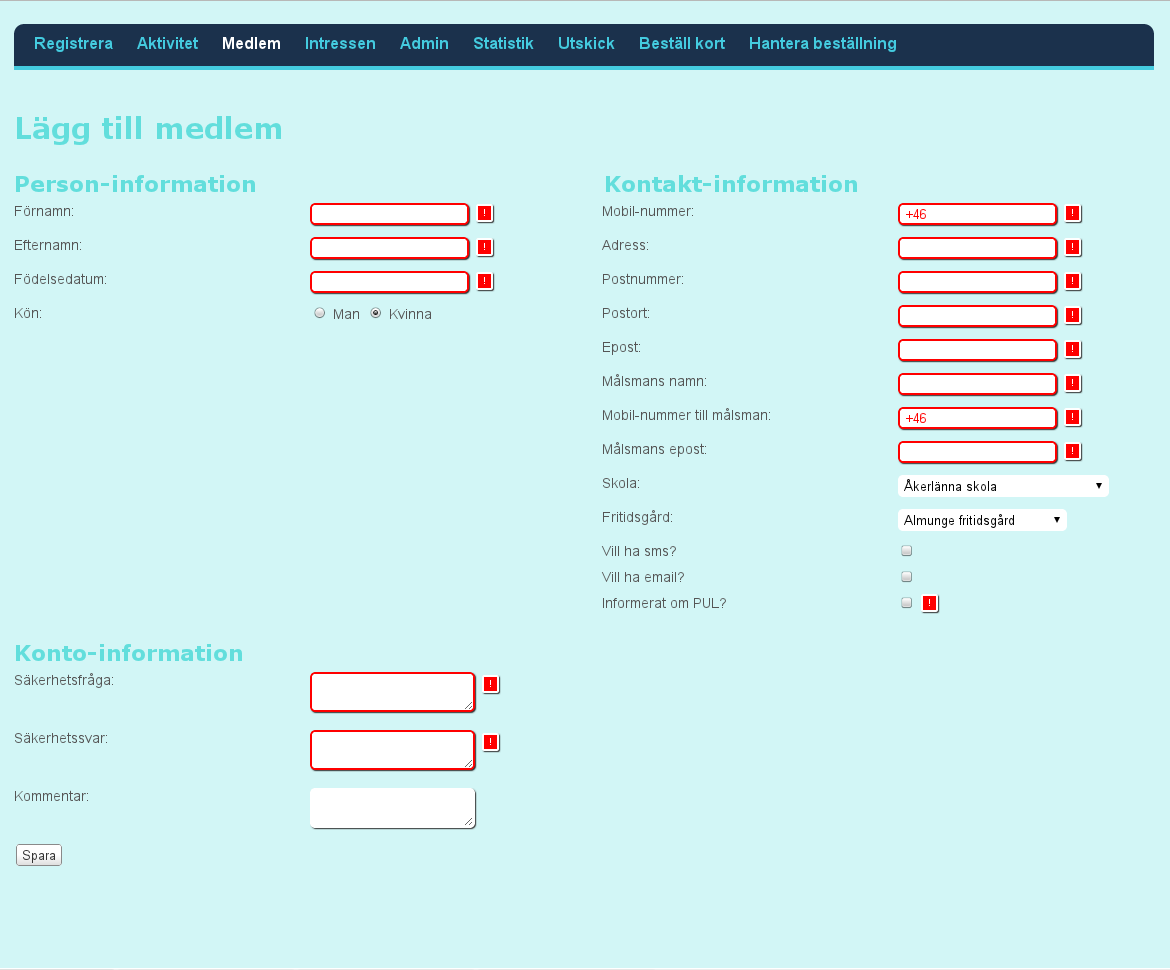 Registrera Aktivitet Medlem Intressen Admin Statistik Utskick Beställ kort Hantera beställning
Lägg till medlem
Person-information
Förnamn: !
Efternamn: !
Födelsedatum: !
Kön: Man Kvinna
Kontakt-information
Mobil-nummer: +46 !
Adress: !
Postnummer: !
Postort: !
Epost: !
Målsmans namn: !
Mobil-nummer till målsman: +46 !
Målsmans epost: !
Skola: Åkerlänna skola
Fritidsgård: Almunge fritidsgård
Vill ha sms?
Vill ha email?
Informerat om PUL? !
Konto-information
Säkerhetsfråga: !
Säkerhetssvar: !
Kommentar:
Spara